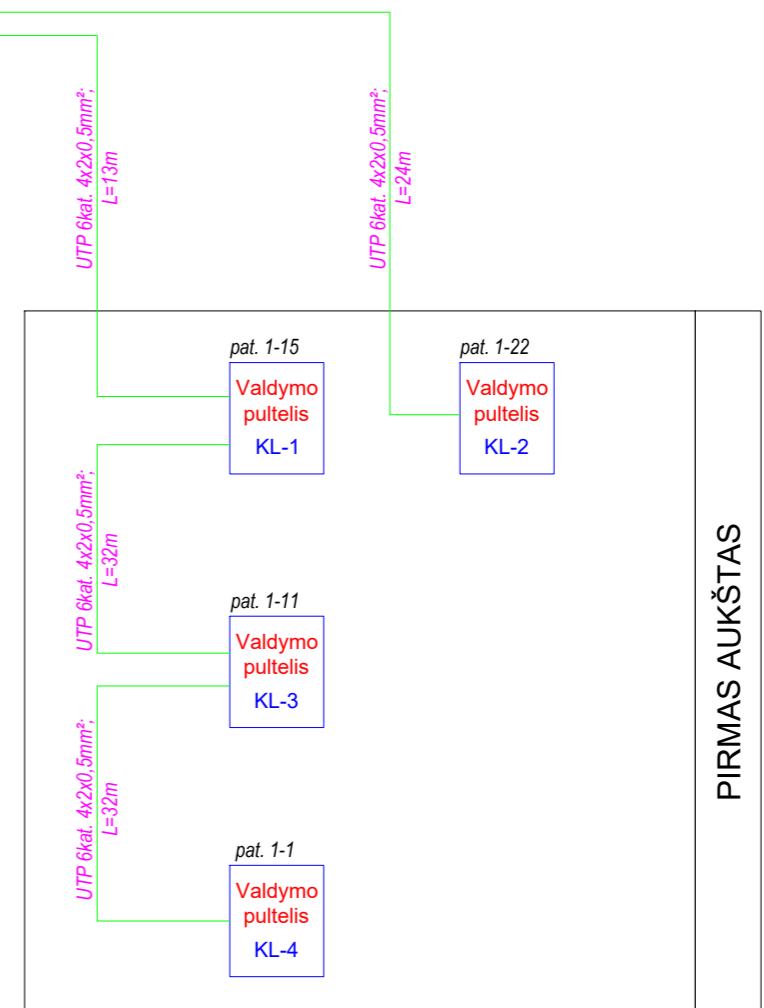 UTP 6kat. 4x2x0,5mm²;
L=13m
UTP 6kat. 4x2x0,5mm²;
L=24m
pat. 1-15
Valdymo
pultelis
KL-1
pat. 1-22
Valdymo
pultelis
KL-2
UTP 6kat. 4x2x0,5mm²;
L=32m
pat. 1-11
Valdymo
pultelis
KL-3
UTP 6kat. 4x2x0,5mm²;
L=32m
pat. 1-1
Valdymo
pultelis
KL-4
PIRMAS AUKŠTAS